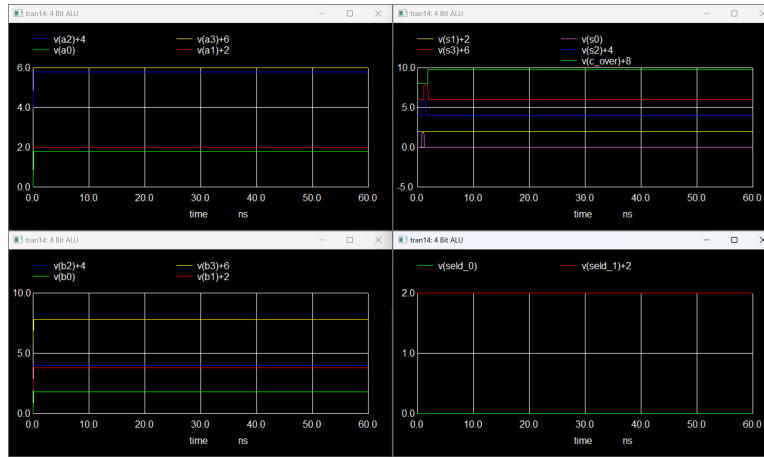 tran14: 4 Bit ALU
v(a2)+4 v(a3)+6
v(a0) v(a1)+2
6.0
4.0
2.0
0.0
0.0 10.0 20.0 30.0 40.0 50.0 60.0
time ns
tran14: 4 Bit ALU
v(s1)+2 v(s0)
v(s3)+6 v(s2)+4
v(c_over)+8
10.0
5.0
0.0
-5.0
0.0 10.0 20.0 30.0 40.0 50.0 60.0
time ns
tran14: 4 Bit ALU
v(b2)+4 v(b3)+6
v(b0) v(b1)+2
10.0
5.0
0.0
0.0 10.0 20.0 30.0 40.0 50.0 60.0
time ns
tran14: 4 Bit ALU
v(seld_0) v(seld_1)+2
2.0
1.0
0.0
0.0 10.0 20.0 30.0 40.0 50.0 60.0
time ns